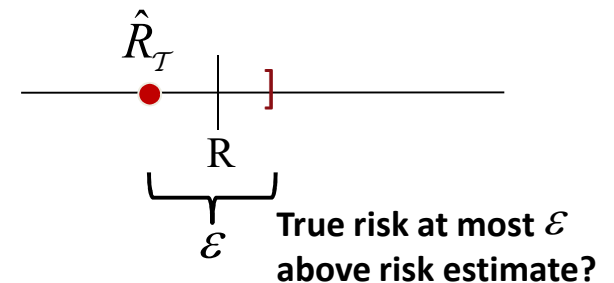 R̂_𝒯
]
R
ε
True risk at most ε
above risk estimate?